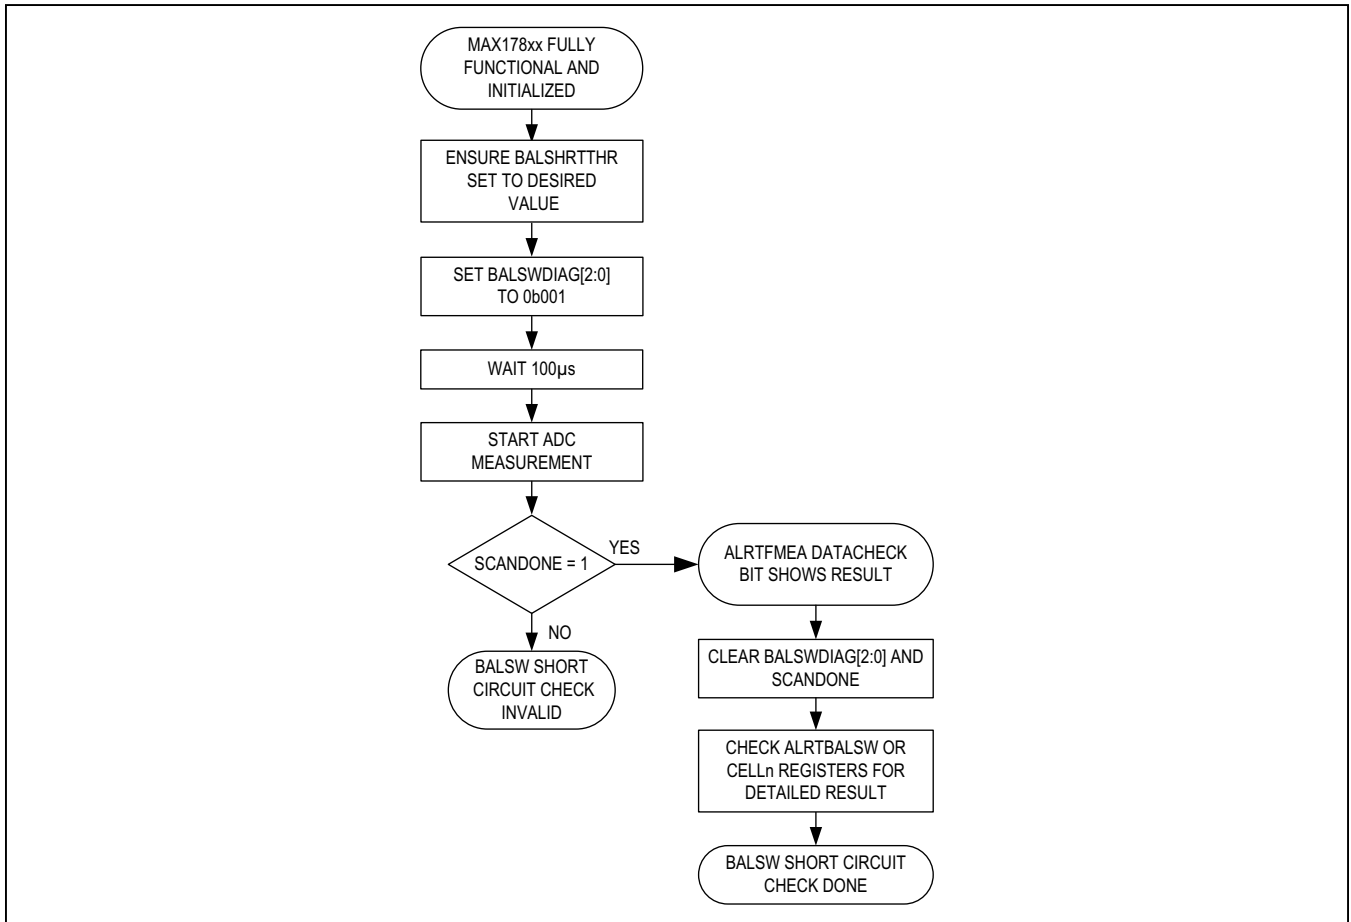 MAX178xx FULLY
FUNCTIONAL AND
INITIALIZED
ENSURE BALSHRTTHR
SET TO DESIRED
VALUE
SET BALSWDIAG[2:0]
TO 0b001
WAIT 100µs
START ADC
MEASUREMENT
SCANDONE = 1
YES
NO
BALSW SHORT
CIRCUIT CHECK
INVALID
ALRTFMEA DATACHECK
BIT SHOWS RESULT
CLEAR BALSWDIAG[2:0] AND
SCANDONE
CHECK ALRTBALSW OR
CELLn REGISTERS FOR
DETAILED RESULT
BALSW SHORT CIRCUIT
CHECK DONE